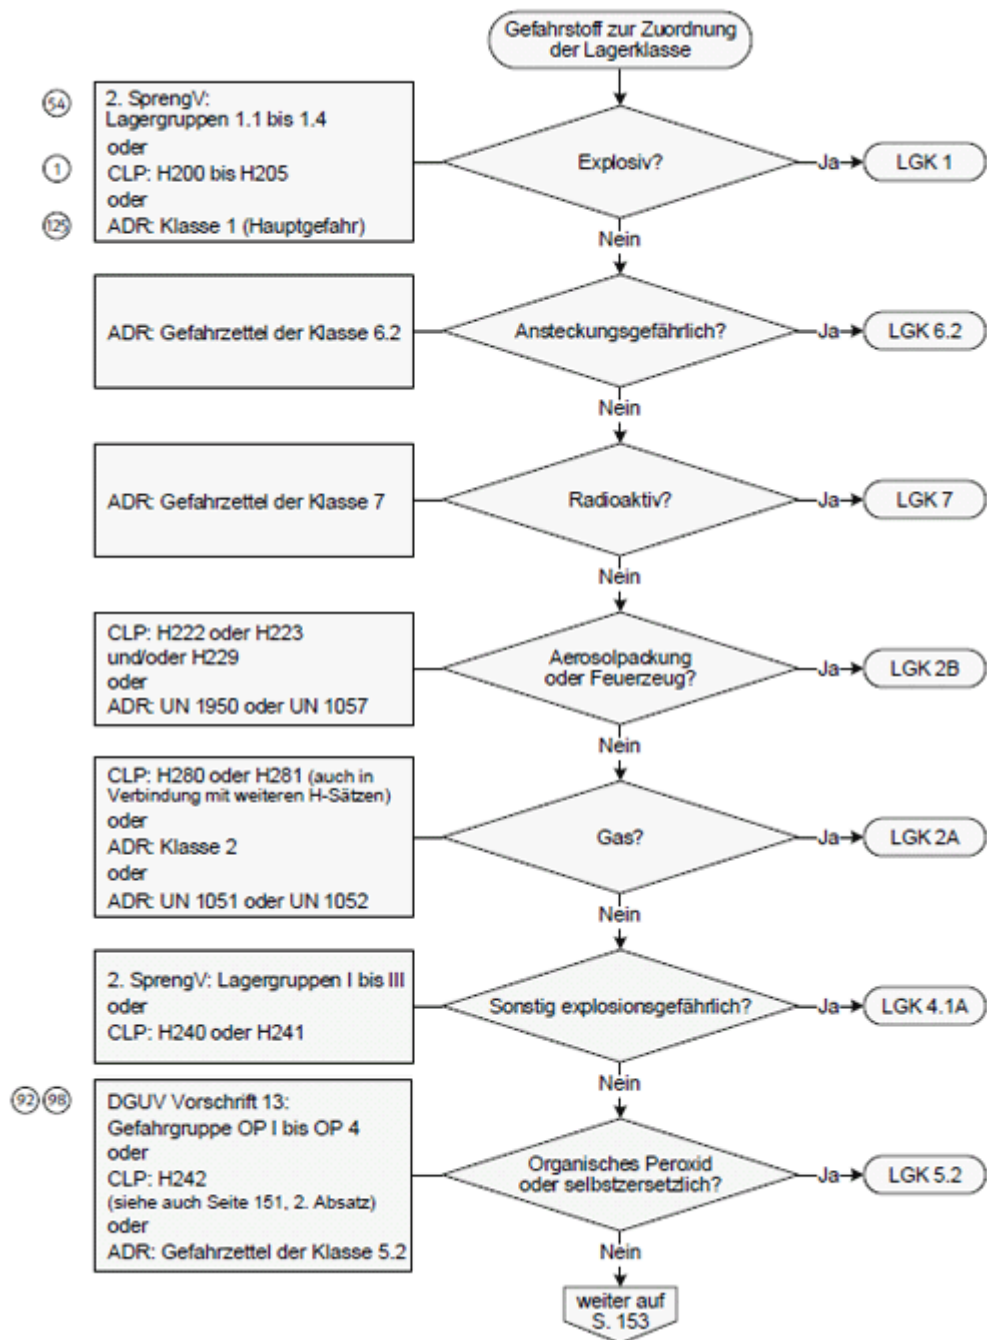 Gefahrstoff zur Zuordnung
der Lagerklasse
54
1
125
2. SprengV:
Lagergruppen 1.1 bis 1.4
oder
CLP: H200 bis H205
oder
ADR: Klasse 1 (Hauptgefahr)
Explosiv?
Ja
LGK 1
Nein
ADR: Gefahrzettel der Klasse 6.2
Ansteckungsgefährlich?
Ja
LGK 6.2
Nein
ADR: Gefahrzettel der Klasse 7
Radioaktiv?
Ja
LGK 7
Nein
CLP: H222 oder H223
und/oder H229
oder
ADR: UN 1950 oder UN 1057
Aerosolpackung
oder Feuerzeug?
Ja
LGK 2B
Nein
CLP: H280 oder H281 (auch in
Verbindung mit weiteren H-Sätzen)
oder
ADR: Klasse 2
oder
ADR: UN 1051 oder UN 1052
Gas?
Ja
LGK 2A
Nein
2. SprengV: Lagergruppen I bis III
oder
CLP: H240 oder H241
Sonstig explosionsgefährlich?
Ja
LGK 4.1A
Nein
92 98
DGUV Vorschrift 13:
Gefahrgruppe OP I bis OP 4
oder
CLP: H242
(siehe auch Seite 151, 2. Absatz)
oder
ADR: Gefahrzettel der Klasse 5.2
Organisches Peroxid
oder selbstzersetzlich?
Ja
LGK 5.2
Nein
weiter auf
S. 153